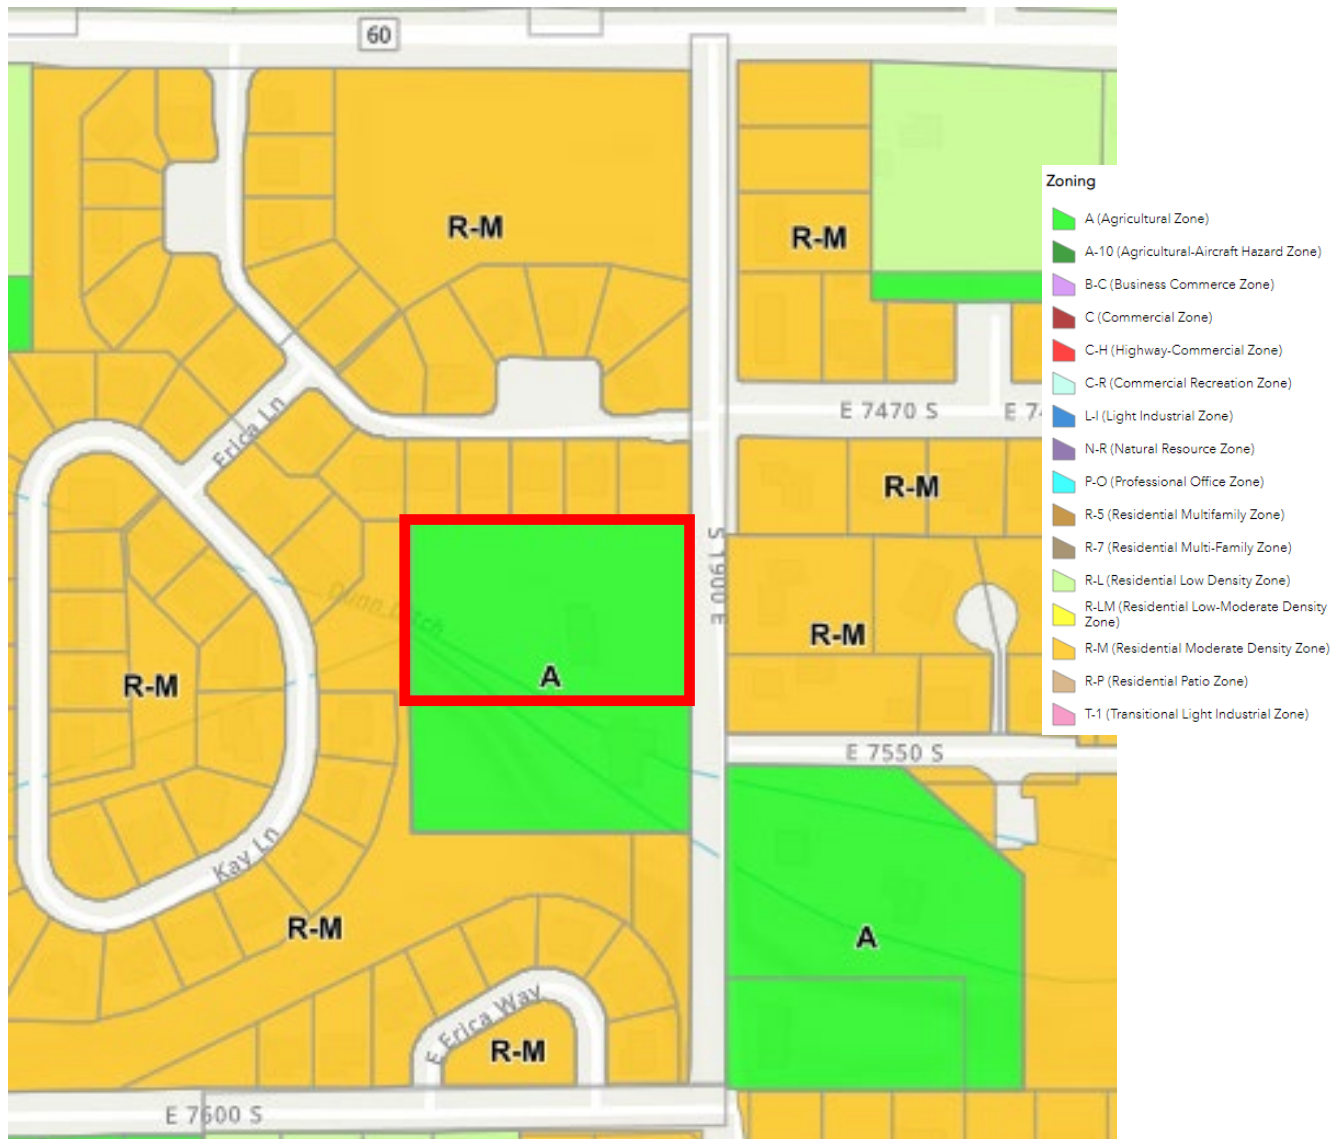 60
Zoning
A (Agricultural Zone)
R-M
R-M
A-10 (Agricultural-Aircraft Hazard Zone)
B-C (Business Commerce Zone)
C (Commercial Zone)
C-H (Highway-Commercial Zone)
C-R (Commercial Recreation Zone)
E 7470 S
E 74
L-I (Light Industrial Zone)
Erica Ln
N-R (Natural Resource Zone)
P-O (Professional Office Zone)
R-M
R-5 (Residential Multifamily Zone)
R-7 (Residential Multi-Family Zone)
S 1900 E
R-L (Residential Low Density Zone)
R-LM (Residential Low-Moderate Density
Zone)
R-M
R-M (Residential Moderate Density Zone)
R-M
A
R-P (Residential Patio Zone)
T-1 (Transitional Light Industrial Zone)
E 7550 S
Kay Ln
R-M
A
E Erica Way
R-M
E 7600 S